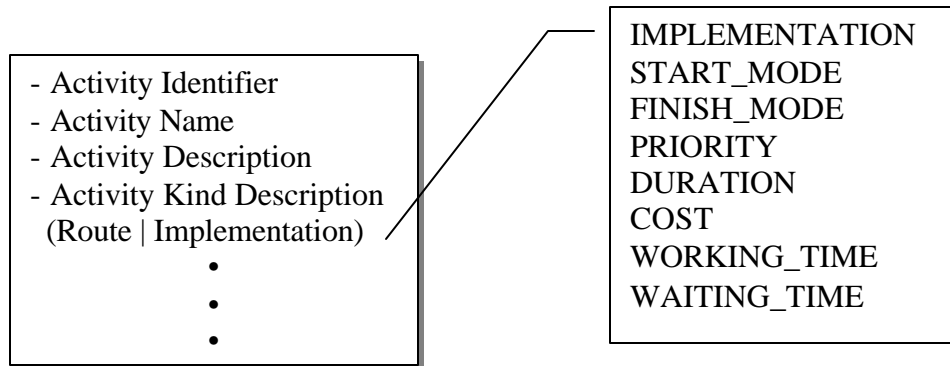 - Activity Identifier
- Activity Name
- Activity Description
- Activity Kind Description
(Route | Implementation)
•
•
•
IMPLEMENTATION
START_MODE
FINISH_MODE
PRIORITY
DURATION
COST
WORKING_TIME
WAITING_TIME